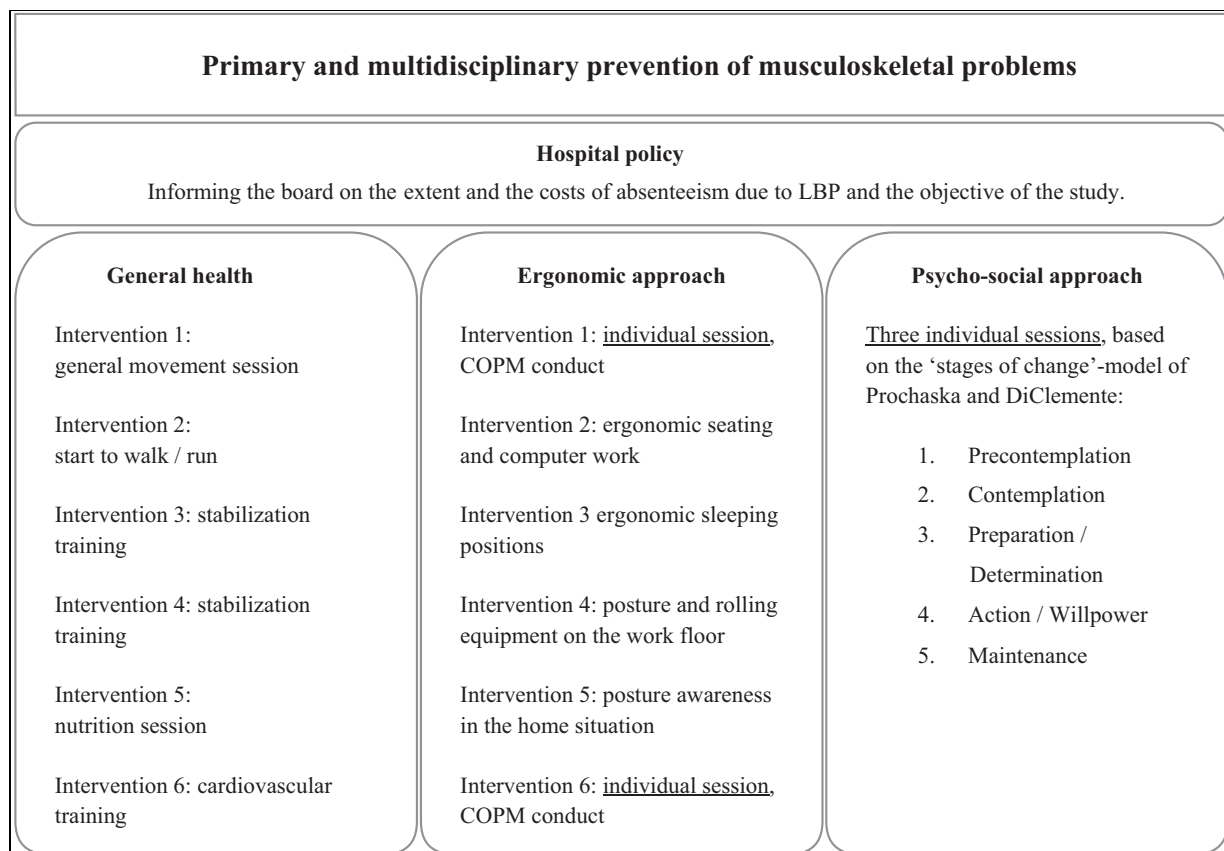 Primary and multidisciplinary prevention of musculoskeletal problems
Hospital policy
Informing the board on the extent and the costs of absenteeism due to LBP and the objective of the study.
General health
Intervention 1:
general movement session
Intervention 2:
start to walk / run
Intervention 3: stabilization
training
Intervention 4: stabilization
training
Intervention 5:
nutrition session
Intervention 6: cardiovascular
training
Ergonomic approach
Intervention 1: individual session,
COPM conduct
Intervention 2: ergonomic seating
and computer work
Intervention 3 ergonomic sleeping
positions
Intervention 4: posture and rolling
equipment on the work floor
Intervention 5: posture awareness
in the home situation
Intervention 6: individual session,
COPM conduct
Psycho-social approach
Three individual sessions, based
on the ‘stages of change’-model of
Prochaska and DiClemente:
1. Precontemplation
2. Contemplation
3. Preparation /
Determination
4. Action / Willpower
5. Maintenance